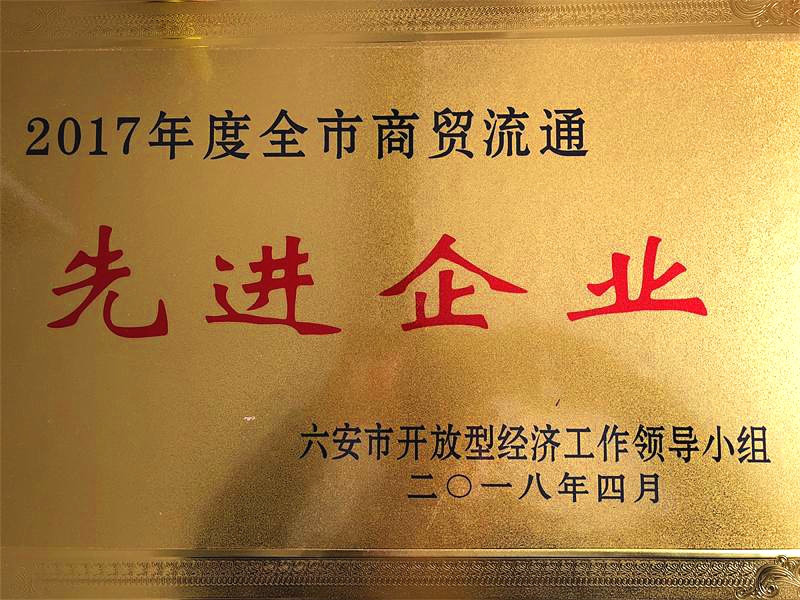 2017年度全市商贸流通
先进企业
六安市开放型经济工作领导小组
二〇一八年四月